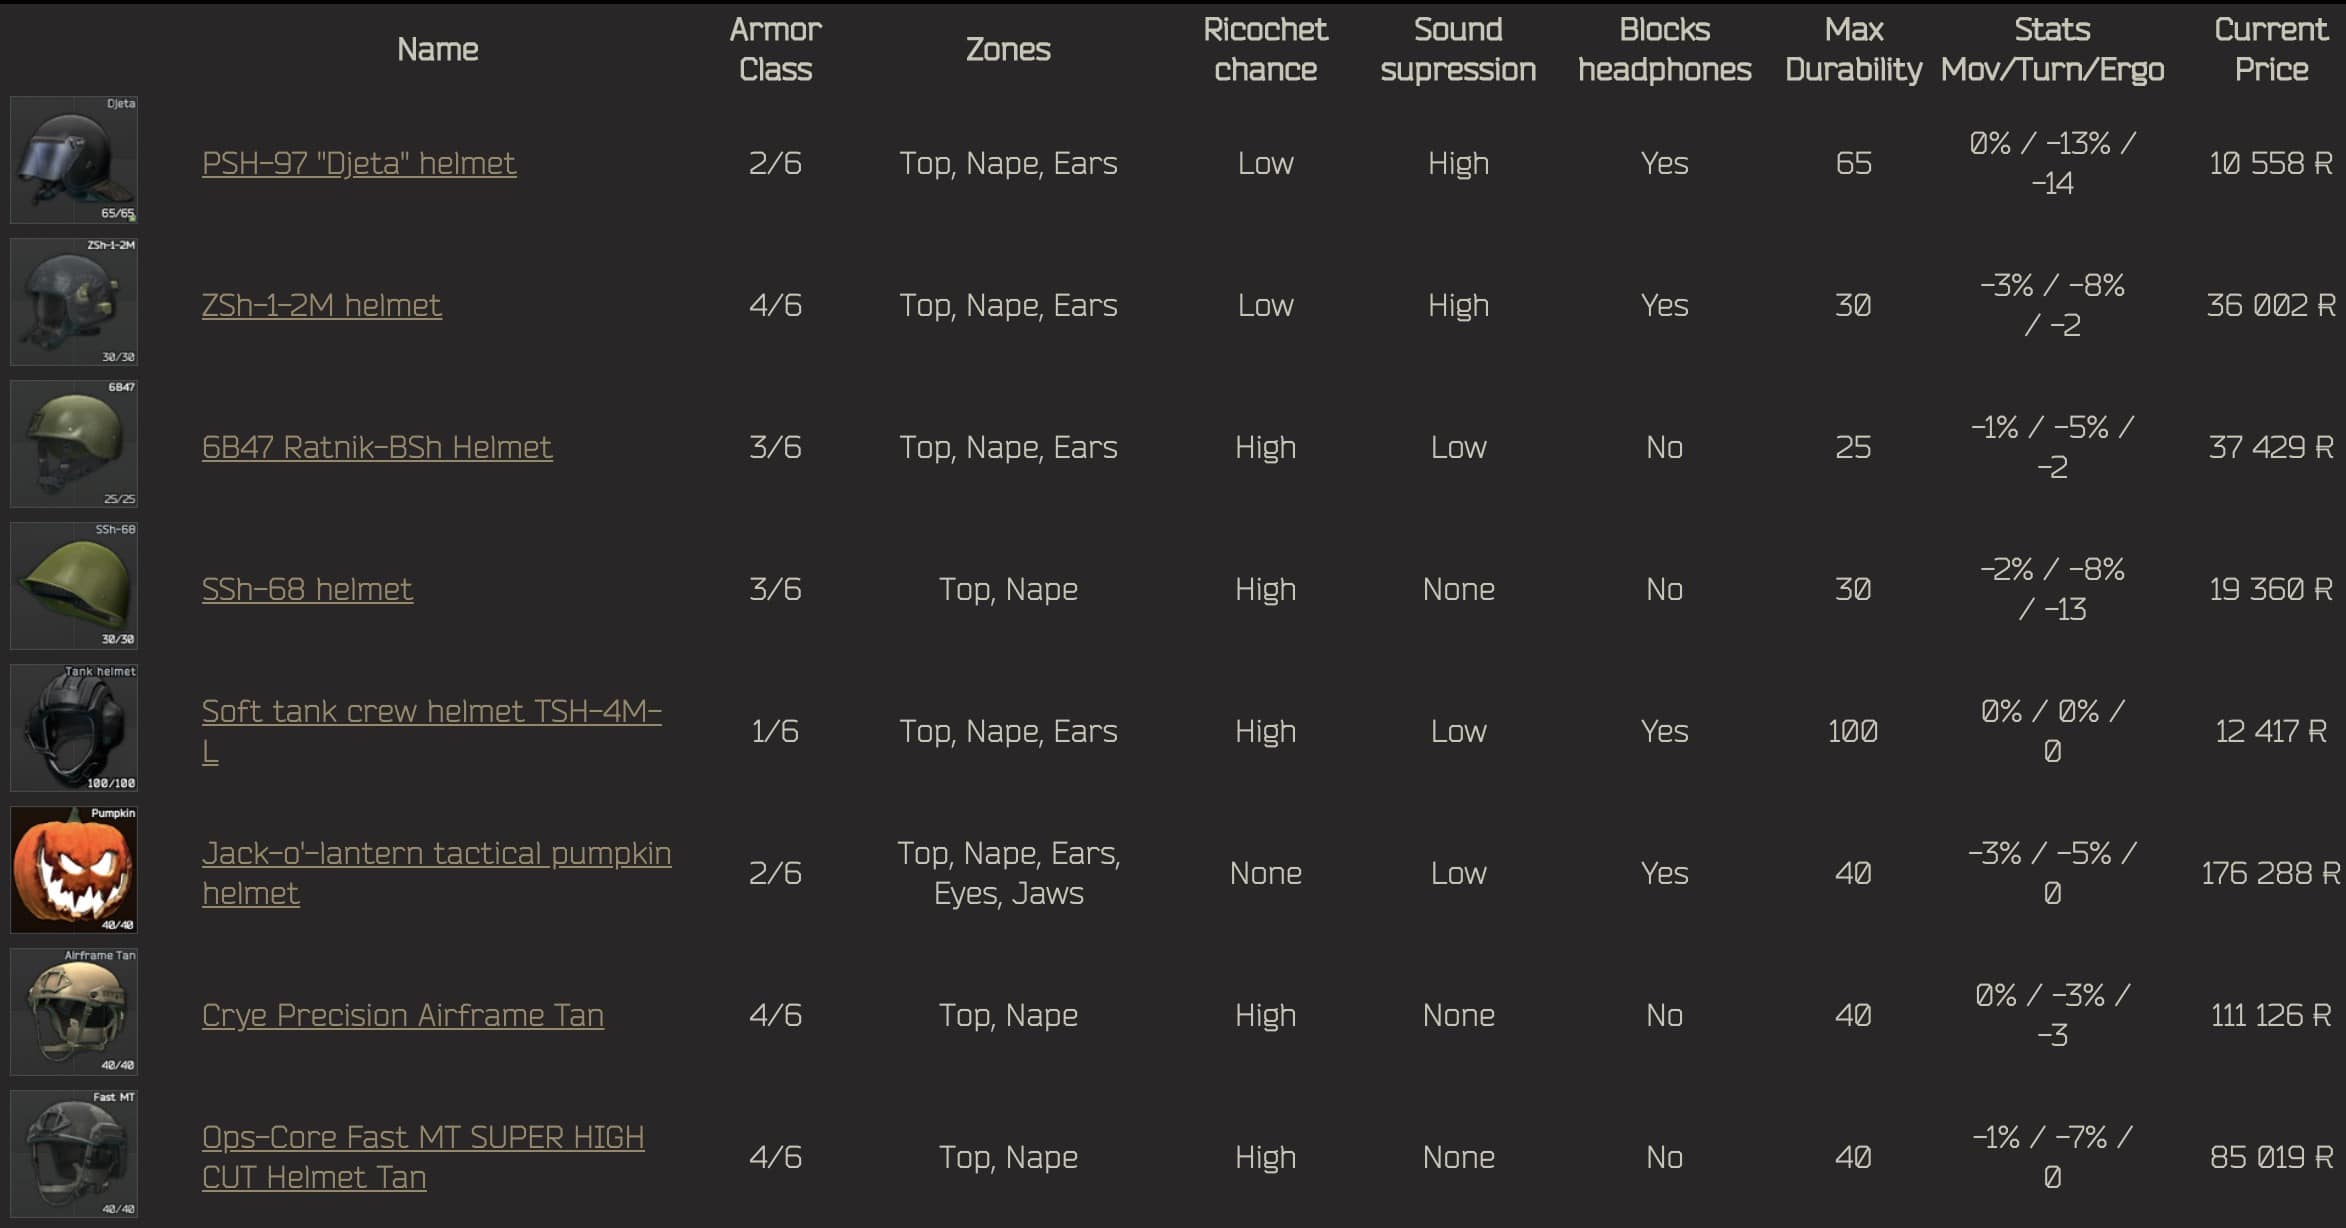 Name
Armor
Class
Zones
Ricochet
chance
Sound
supression
Blocks
headphones
Max
Durability
Stats
Mov/Turn/Ergo
Current
Price
Djeta
65/65
PSH-97 "Djeta" helmet
2/6
Top, Nape, Ears
Low
High
Yes
65
0% / -13% /
-14
10 558 ₽
ZSh-1-2M
30/30
ZSh-1-2M helmet
4/6
Top, Nape, Ears
Low
High
Yes
30
-3% / -8%
/ -2
36 002 ₽
6B47
25/25
6B47 Ratnik-BSh Helmet
3/6
Top, Nape, Ears
High
Low
No
25
-1% / -5% /
-2
37 429 ₽
SSh-68
30/30
SSh-68 helmet
3/6
Top, Nape
High
None
No
30
-2% / -8%
/ -13
19 360 ₽
Tank helmet
100/100
Soft tank crew helmet TSH-4M-
L
1/6
Top, Nape, Ears
High
Low
Yes
100
0% / 0% /
0
12 417 ₽
Pumpkin
40/40
Jack-o'-lantern tactical pumpkin
helmet
2/6
Top, Nape, Ears,
Eyes, Jaws
None
Low
Yes
40
-3% / -5% /
0
176 288 ₽
Airframe Tan
40/40
Crye Precision Airframe Tan
4/6
Top, Nape
High
None
No
40
0% / -3% /
-3
111 126 ₽
Fast MT
40/40
Ops-Core Fast MT SUPER HIGH
CUT Helmet Tan
4/6
Top, Nape
High
None
No
40
-1% / -7% /
0
85 019 ₽